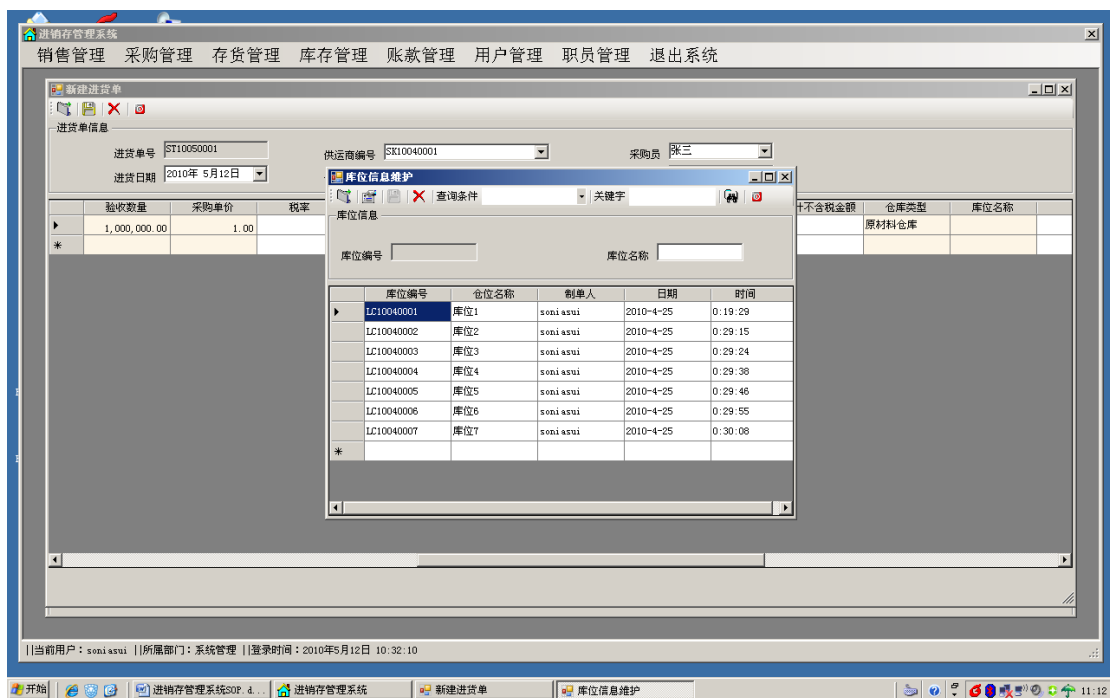 进销存管理系统
销售管理 采购管理 存货管理 库存管理 账款管理 用户管理 职员管理 退出系统
新建进货单
进货单信息
进货单号 ST10050001 供运商编号 SK10040001 采购员 张三
进货日期 2010年 5月12日
验收数量 采购单价 税率 计不含税金额 仓库类型 库位名称
1,000,000.00 1.00 原材料仓库
库位信息维护
查询条件 关键字
库位信息
库位编号 库位名称
库位编号 仓位名称 制单人 日期 时间
LC10040001 库位1 soniasui 2010-4-25 0:19:29
LC10040002 库位2 soniasui 2010-4-25 0:29:15
LC10040003 库位3 soniasui 2010-4-25 0:29:24
LC10040004 库位4 soniasui 2010-4-25 0:29:38
LC10040005 库位5 soniasui 2010-4-25 0:29:46
LC10040006 库位6 soniasui 2010-4-25 0:29:55
LC10040007 库位7 soniasui 2010-4-25 0:30:08
||当前用户：soniasui ||所属部门：系统管理 ||登录时间：2010年5月12日 10:32:10
开始 进销存管理系统SOP.d... 进销存管理系统 新建进货单 库位信息维护 11:12